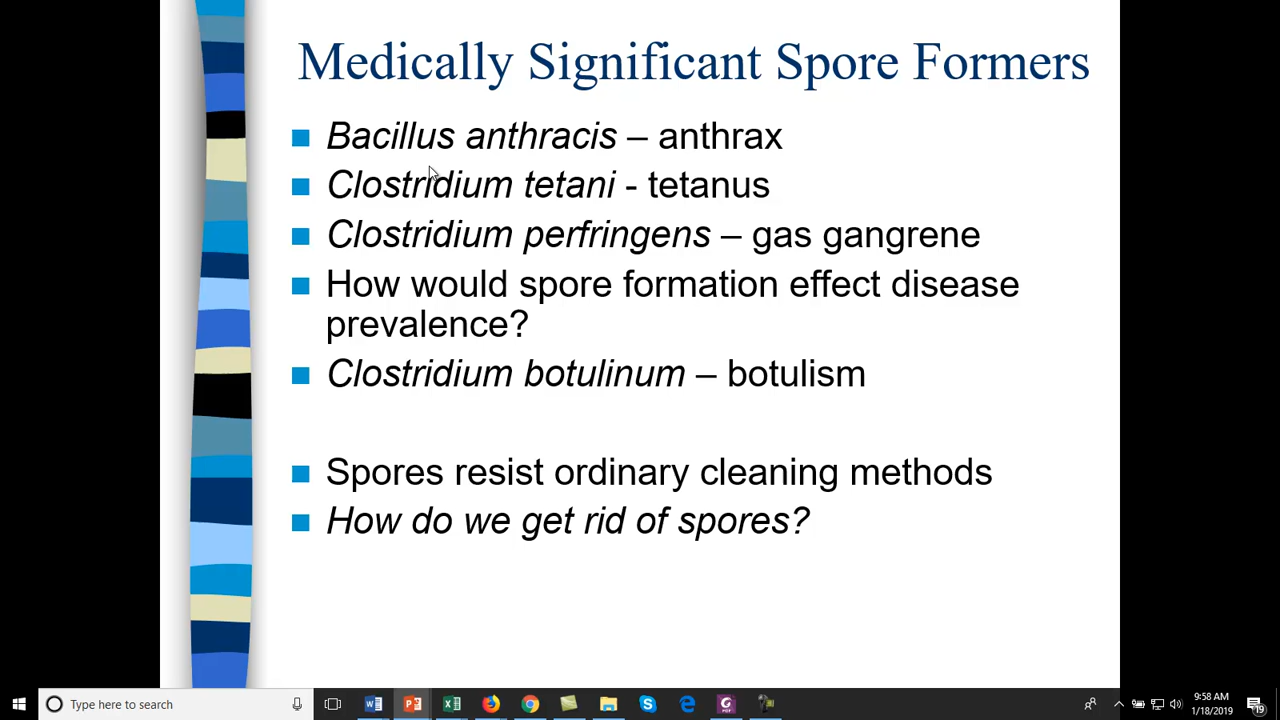 Medically Significant Spore Formers
Bacillus anthracis – anthrax
Clostridium tetani - tetanus
Clostridium perfringens – gas gangrene
How would spore formation effect disease
prevalence?
Clostridium botulinum – botulism
Spores resist ordinary cleaning methods
How do we get rid of spores?
Type here to search
9:58 AM
1/18/2019
19